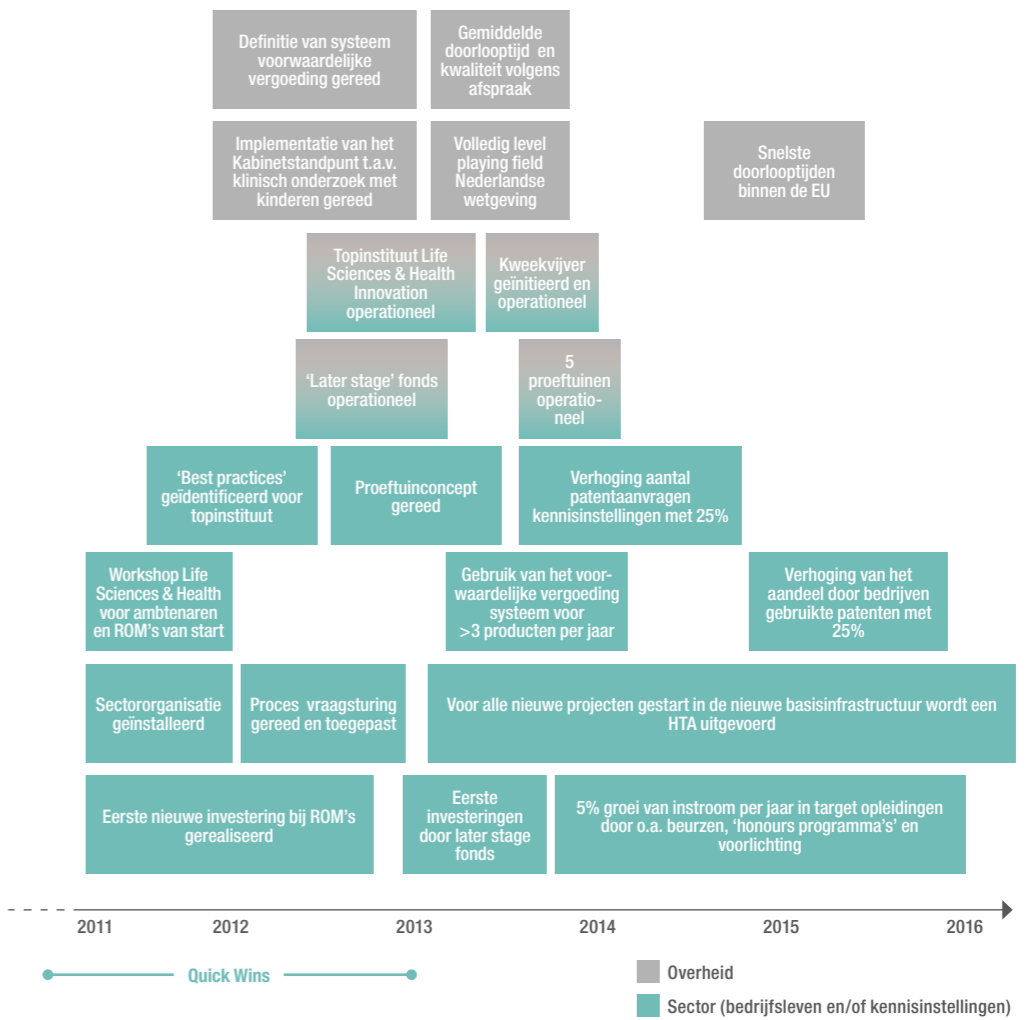 Definitie van systeem
voorwaardelijke
vergoeding gereed
Gemiddelde
doorlooptijd en
kwaliteit volgens
afspraak
Implementatie van het
Kabinetstandpunt t.a.v.
klinisch onderzoek met
kinderen gereed
Volledig level
playing field
Nederlandse
wetgeving
Snelste
doorlooptijden
binnen de EU
Topinstituut Life
Sciences & Health
Innovation
operationeel
Kweekvijver
geïnitieerd en
operationeel
‘Later stage’ fonds
operationeel
5
proeftuinen
operatio-
neel
‘Best practices’
geïdentificeerd voor
topinstituut
Proeftuinconcept
gereed
Verhoging aantal
patentaanvragen
kennisinstellingen met 25%
Workshop Life
Sciences & Health
voor ambtenaren
en ROM’s van start
Gebruik van het voor-
waardelijke vergoeding
systeem voor
>3 producten per jaar
Verhoging van het
aandeel door bedrijven
gebruikte patenten met
25%
Sectororganisatie
geïnstalleerd
Proces vraagsturing
gereed en toegepast
Voor alle nieuwe projecten gestart in de nieuwe basisinfrastructuur wordt een
HTA uitgevoerd
Eerste nieuwe investering bij ROM’s
gerealiseerd
Eerste
investeringen
door later stage
fonds
5% groei van instroom per jaar in target opleidingen
door o.a. beurzen, ‘honours programma’s’ en
voorlichting
2011 2012 2013 2014 2015 2016
Quick Wins
Overheid
Sector (bedrijfsleven en/of kennisinstellingen)